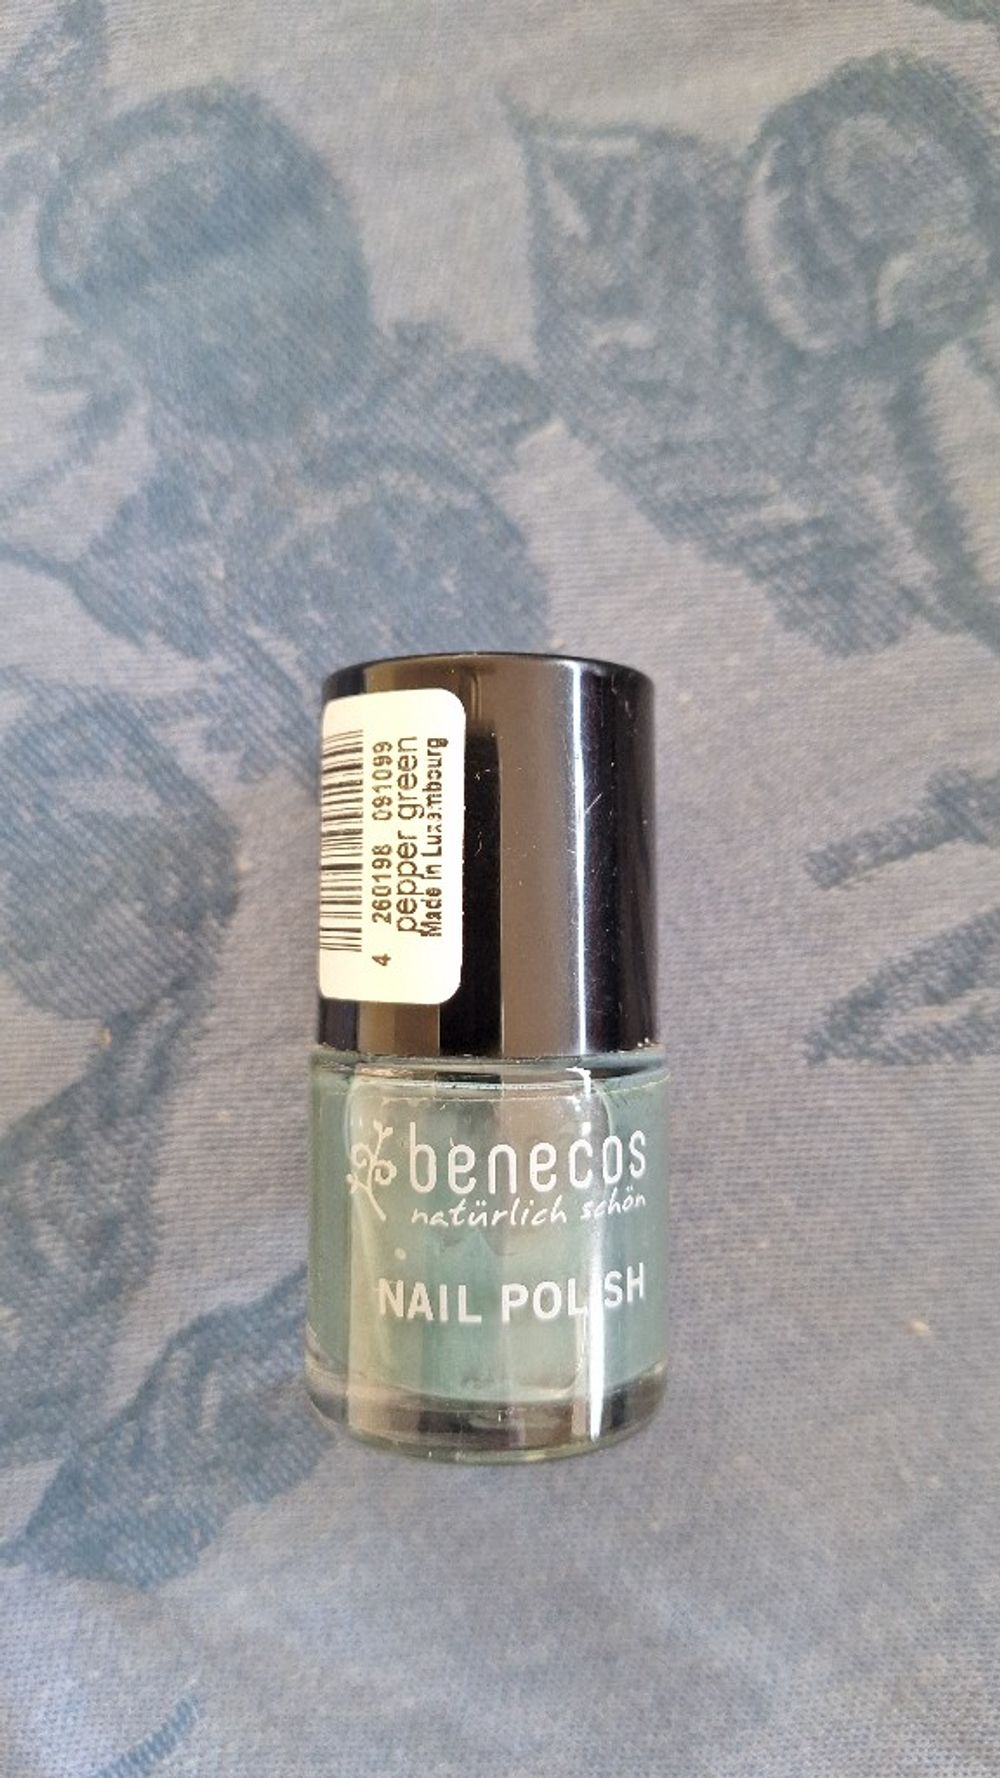 4 260198 091099
pepper green
Made in Luxembourg
benecos
natürlich schön
NAIL POLISH